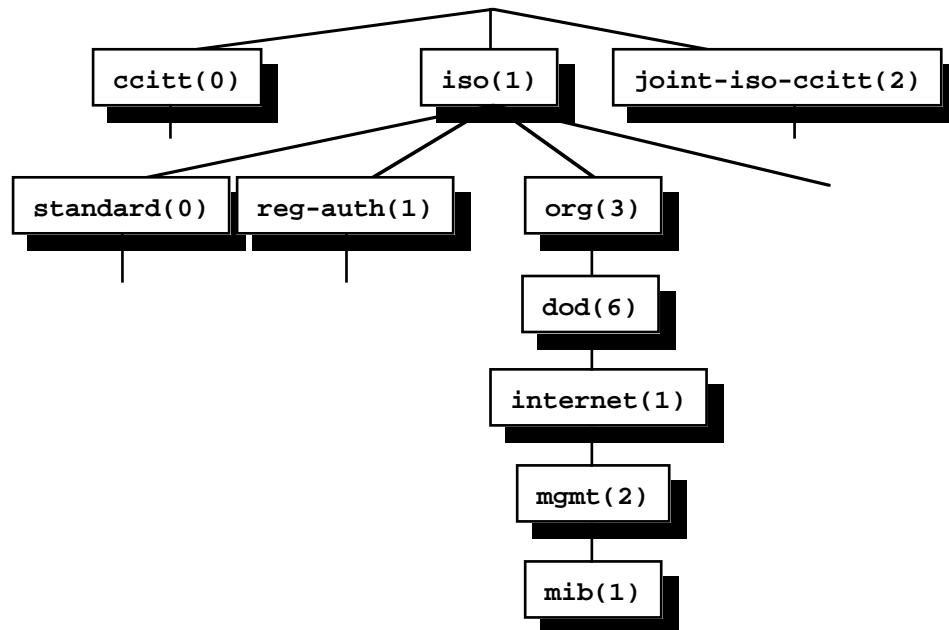 ccitt(0)
iso(1)
joint-iso-ccitt(2)
standard(0)
reg-auth(1)
org(3)
dod(6)
internet(1)
mgmt(2)
mib(1)